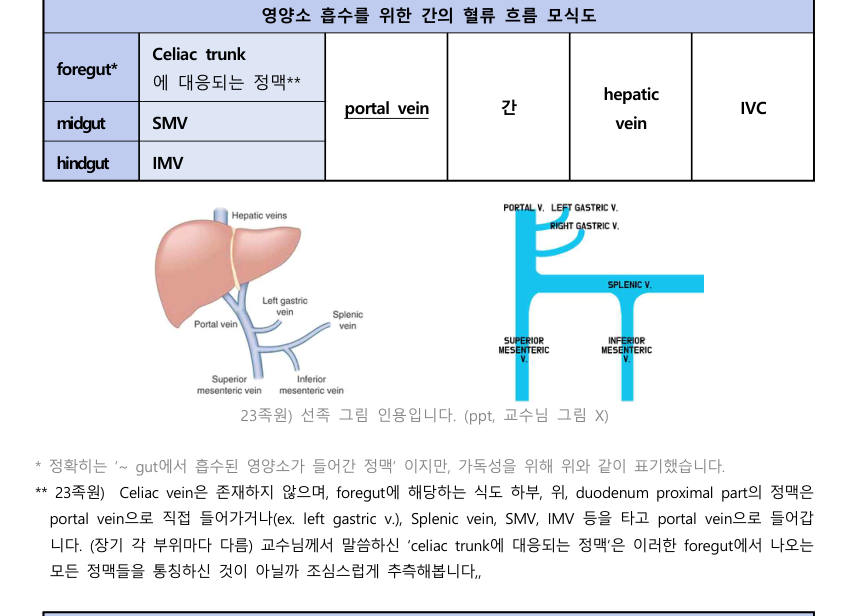 영양소 흡수를 위한 간의 혈류 흐름 모식도
foregut*
Celiac trunk
에 대응되는 정맥**
midgut
SMV
hindgut
IMV
portal vein
간
hepatic
vein
IVC
Hepatic veins
Left gastric
vein
Splenic
vein
Portal vein
Superior
mesenteric vein
Inferior
mesenteric vein
PORTAL V.
LEFT GASTRIC V.
RIGHT GASTRIC V.
SPLENIC V.
SUPERIOR
MESENTERIC
V.
INFERIOR
MESENTERIC
V.
23족원) 선족 그림 인용입니다. (ppt, 교수님 그림 X)
* 정확히는 ‘~ gut에서 흡수된 영양소가 들어간 정맥’ 이지만, 가독성을 위해 위와 같이 표기했습니다.
** 23족원) Celiac vein은 존재하지 않으며, foregut에 해당하는 식도 하부, 위, duodenum proximal part의 정맥은
portal vein으로 직접 들어가거나(ex. left gastric v.), Splenic vein, SMV, IMV 등을 타고 portal vein으로 들어갑
니다. (장기 각 부위마다 다름) 교수님께서 말씀하신 ‘celiac trunk에 대응되는 정맥’은 이러한 foregut에서 나오는
모든 정맥들을 통칭하신 것이 아닐까 조심스럽게 추측해봅니다,,